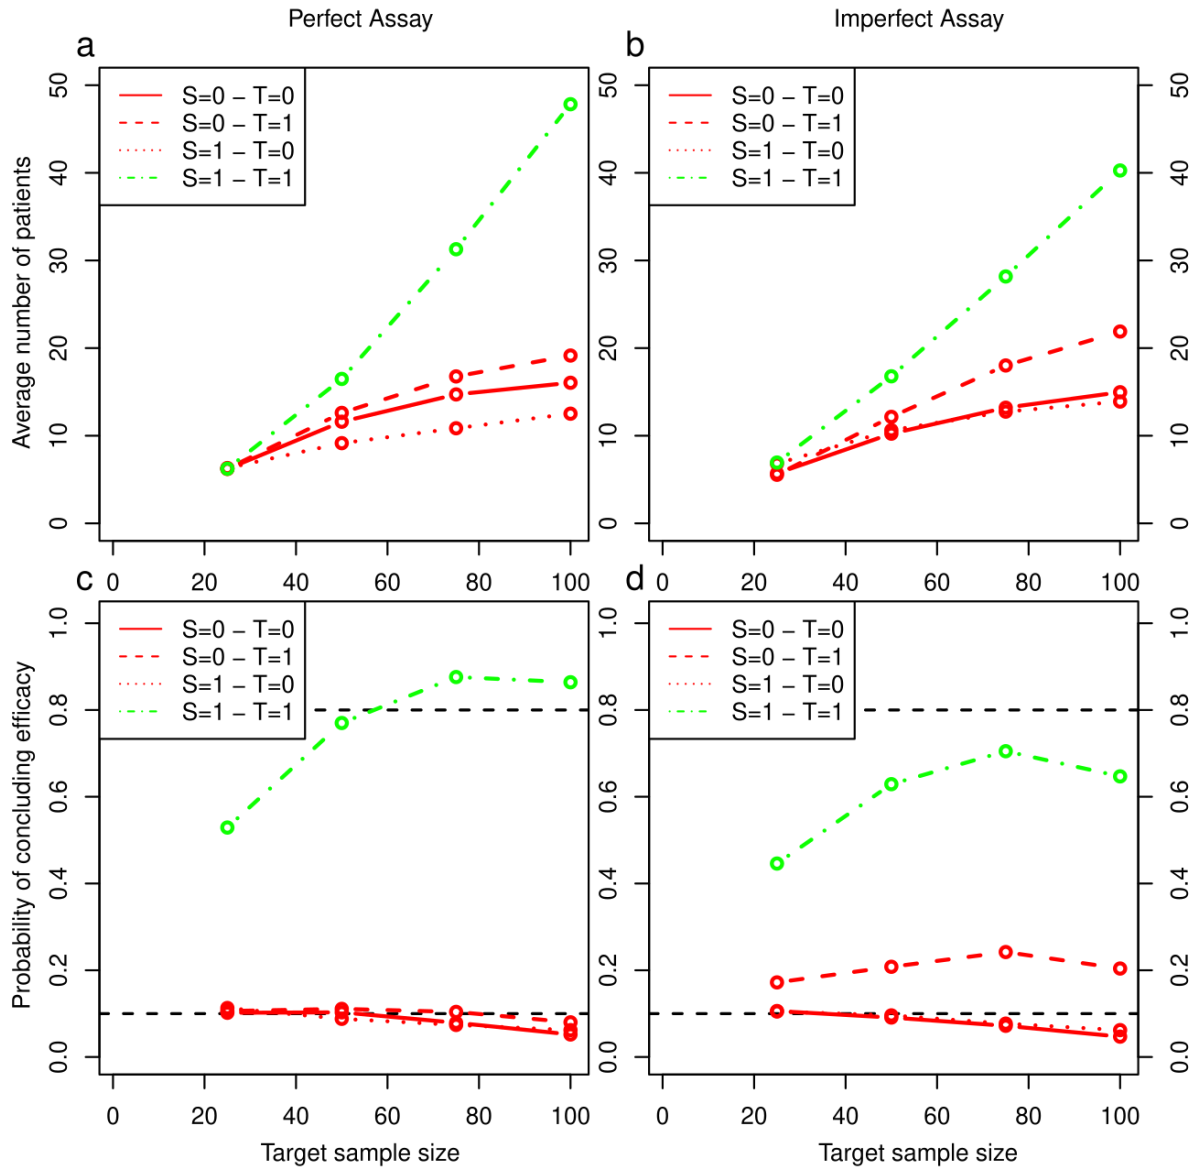 Perfect Assay
Imperfect Assay
a
b
S=0 − T=0
S=0 − T=1
S=1 − T=0
S=1 − T=1
S=0 − T=0
S=0 − T=1
S=1 − T=0
S=1 − T=1
Average number of patients
0 10 20 30 40 50
0 10 20 30 40 50
0 10 20 30 40 50
0 20 40 60 80 100
0 20 40 60 80 100
c
d
S=0 − T=0
S=0 − T=1
S=1 − T=0
S=1 − T=1
S=0 − T=0
S=0 − T=1
S=1 − T=0
S=1 − T=1
Probability of concluding efficacy
0.0 0.2 0.4 0.6 0.8 1.0
0.0 0.2 0.4 0.6 0.8 1.0
0.0 0.2 0.4 0.6 0.8 1.0
0 20 40 60 80 100
0 20 40 60 80 100
Target sample size
Target sample size